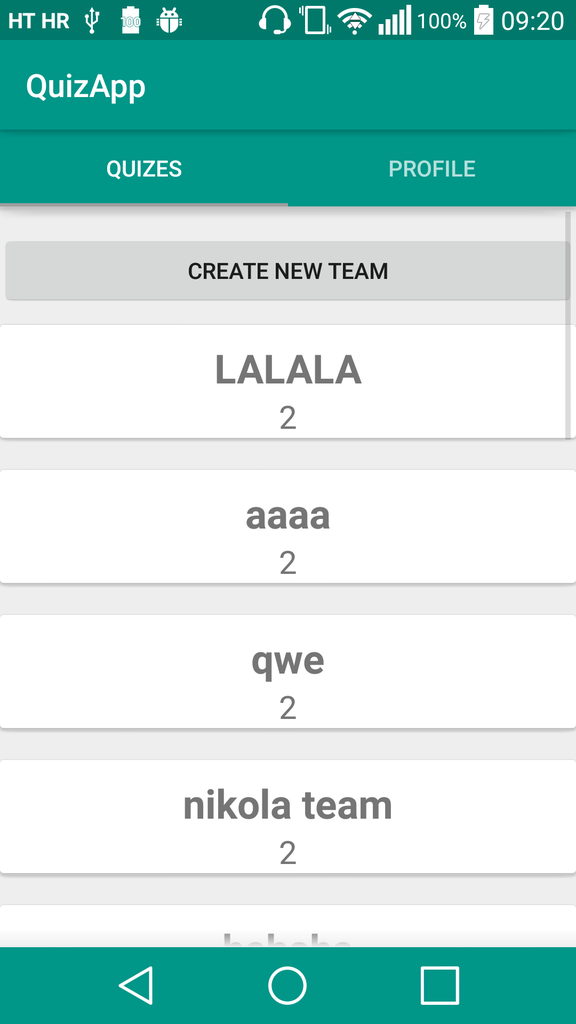 HT HR 100 100% 09:20
QuizApp
QUIZES PROFILE
CREATE NEW TEAM
LALALA
2
aaaa
2
qwe
2
nikola team
2